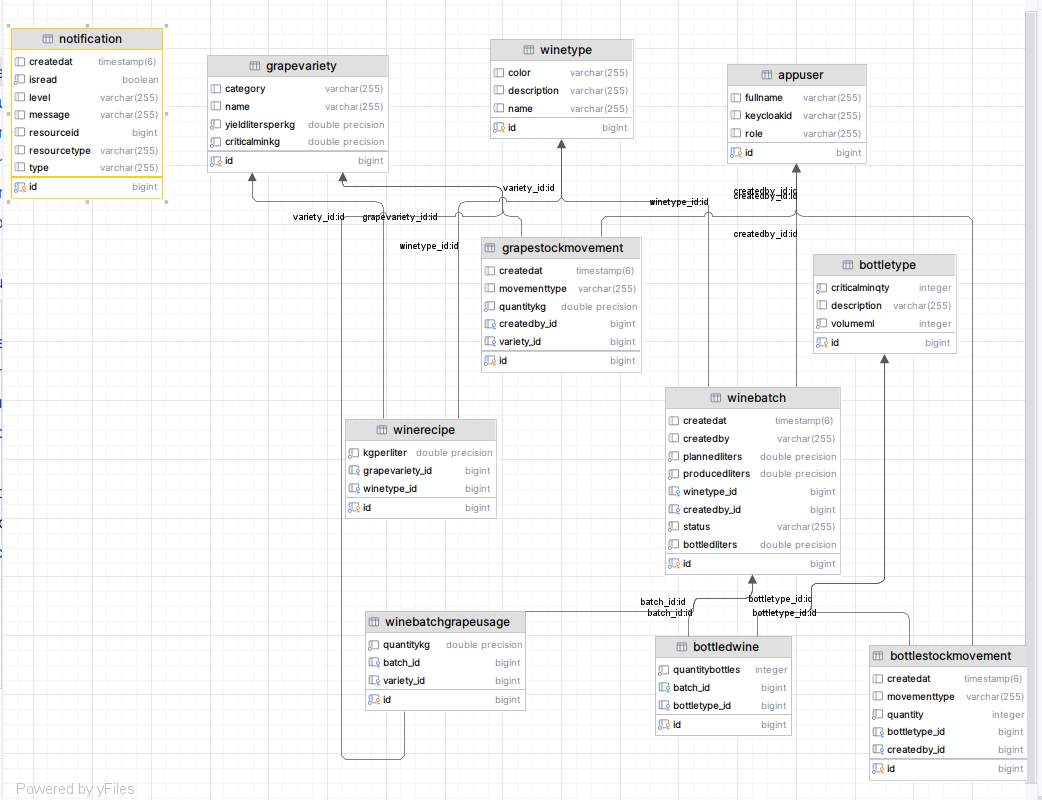 notification
createdat timestamp(6)
isread boolean
level varchar(255)
message varchar(255)
resourceid bigint
resourcetype varchar(255)
type varchar(255)
id bigint
grapevariety
category varchar(255)
name varchar(255)
yieldlitersperkg double precision
criticalminkg double precision
id bigint
winetype
color varchar(255)
description varchar(255)
name varchar(255)
id bigint
appuser
fullname varchar(255)
keycloakid varchar(255)
role varchar(255)
id bigint
variety_id:id
winetype_id:id
createdby_id:id
createdby_id:id
variety_id:id
grapevariety_id:id
winetype_id:id
createdby_id:id
grapestockmovement
createdat timestamp(6)
movementtype varchar(255)
quantitykg double precision
createdby_id bigint
variety_id bigint
id bigint
bottletype
criticalminqty integer
description varchar(255)
volumeml integer
id bigint
winebatch
createdat timestamp(6)
createdby varchar(255)
plannedliters double precision
producedliters double precision
winetype_id bigint
createdby_id bigint
status varchar(255)
bottledliters double precision
id bigint
winerecipe
kgperliter double precision
grapevariety_id bigint
winetype_id bigint
id bigint
batch_id:id
bottletype_id:id
batch_id:id
bottletype_id:id
winebatchgrapeusage
quantitykg double precision
batch_id bigint
variety_id bigint
id bigint
bottledwine
quantitybottles integer
batch_id bigint
bottletype_id bigint
id bigint
bottlestockmovement
createdat timestamp(6)
movementtype varchar(255)
quantity integer
bottletype_id bigint
createdby_id bigint
id bigint
Powered by yFiles